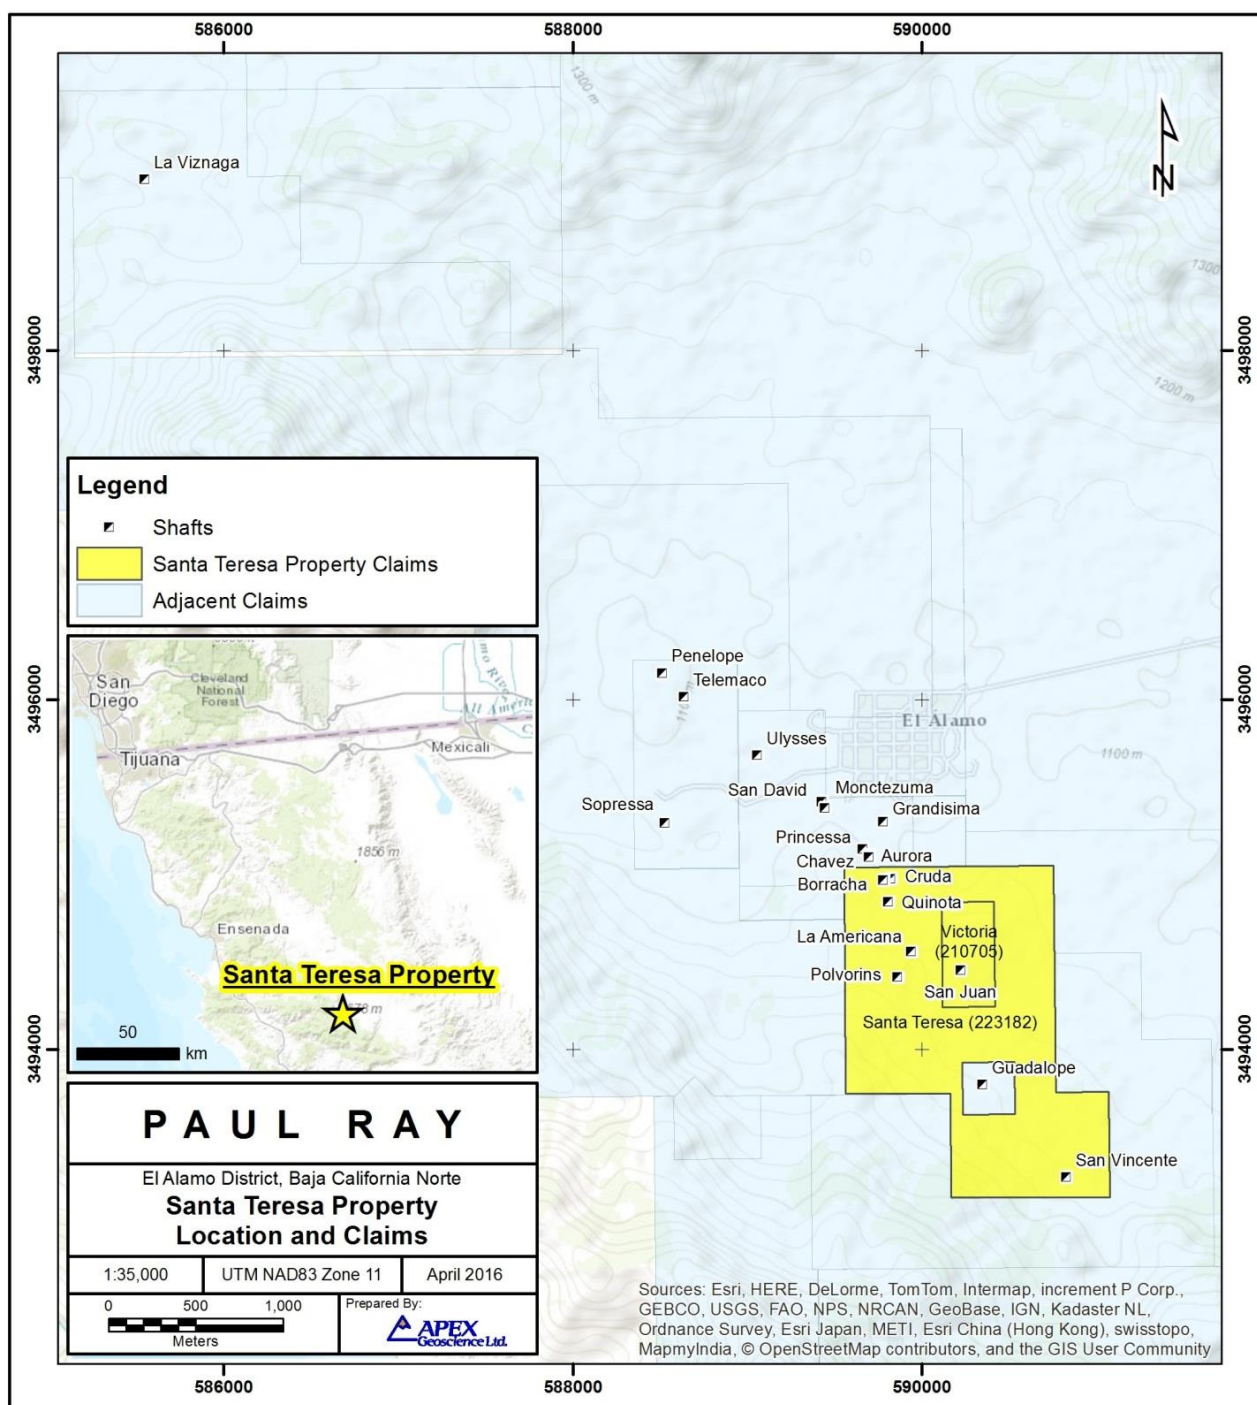 586000
588000
590000
1300 m
La Viznaga
N
1300
3498000
3498000
1200 m
Legend
Shafts
Santa Teresa Property Claims
Adjacent Claims
Penelope
Telemaco
1100 m
3496000
3496000
El Álamo
Ulysses
1100 m
San David
Monctezuma
Sopressa
Grandisima
Princessa
Chavez
Aurora
Borracha
Cruda
Quinota
La Americana
Victoria
(210705)
Polvorins
San Juan
Santa Teresa (223182)
3494000
3494000
Guadalope
San Vincente
San
Diego
Cleveland
National
Forest
All Americ
Mexicali
Tijuana
1856 m
Ensenada
Santa Teresa Property
50
km
PAUL RAY
El Alamo District, Baja California Norte
Santa Teresa Property
Location and Claims
1:35,000
UTM NAD83 Zone 11
April 2016
0 500 1,000
Meters
Prepared By:
APEX
Geoscience Ltd.
Sources: Esri, HERE, DeLorme, TomTom, Intermap, increment P Corp.,
GEBCO, USGS, FAO, NPS, NRCAN, GeoBase, IGN, Kadaster NL,
Ordnance Survey, Esri Japan, METI, Esri China (Hong Kong), swisstopo,
MapmyIndia, © OpenStreetMap contributors, and the GIS User Community
586000
588000
590000